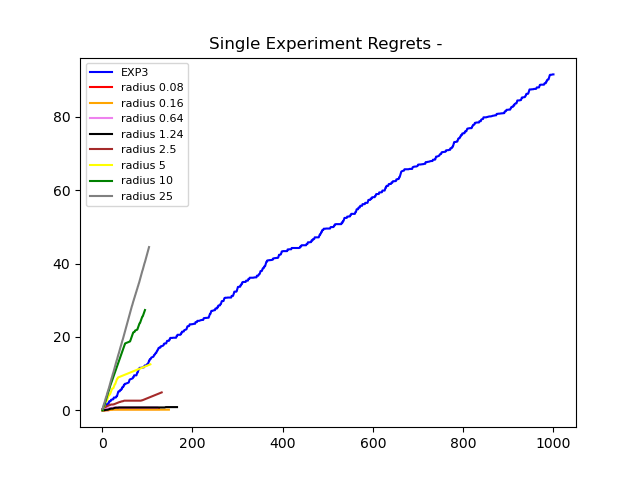 Single Experiment Regrets -
EXP3
radius 0.08
radius 0.16
radius 0.64
radius 1.24
radius 2.5
radius 5
radius 10
radius 25
80
60
40
20
0
0 200 400 600 800 1000